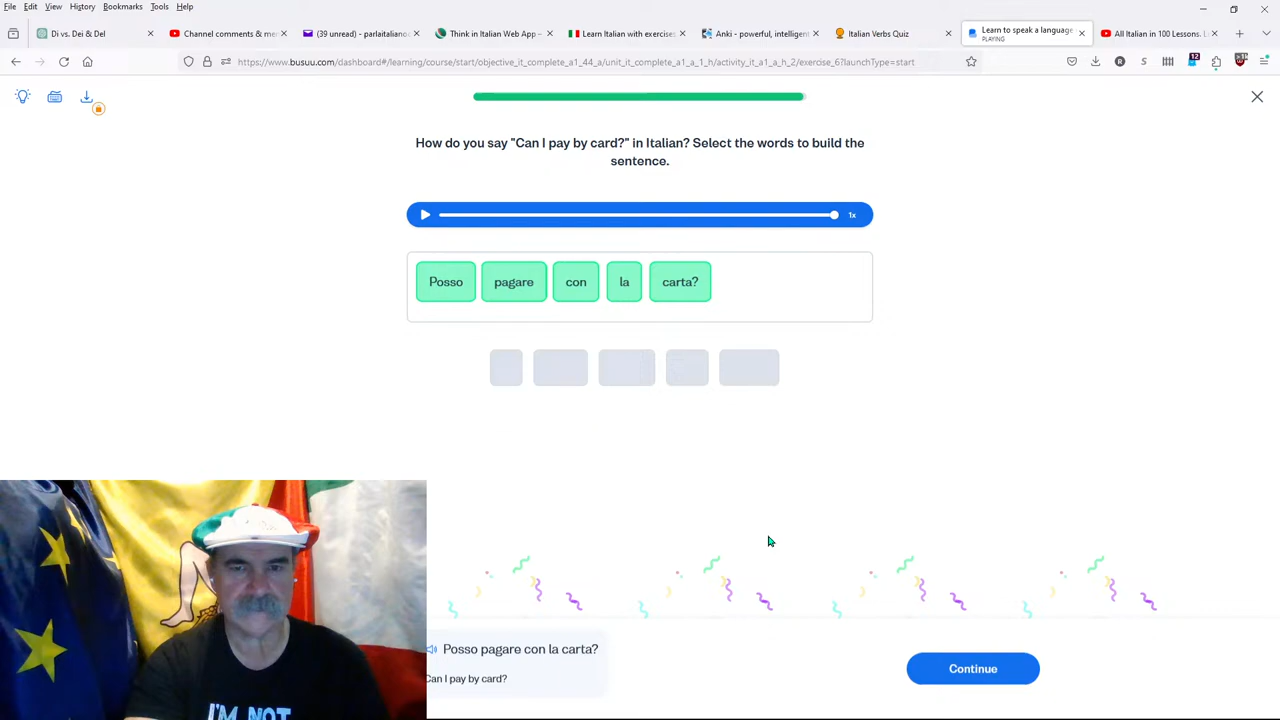 File Edit View History Bookmarks Tools Help
Di vs. Dei & Del
Channel comments & me
(39 unread) - parlaitaliano
Think in Italian Web App –
Learn Italian with exercises
Anki - powerful, intelligent
Italian Verbs Quiz
Learn to speak a language
PLAYING
All Italian in 100 Lessons.
https://www.busuu.com/dashboard#/learning/course/start/objective_it_complete_a1_44_a/unit_it_complete_a1_a_1_h/activity_it_a1_a_h_2/exercise_6?launchType=start
12
How do you say "Can I pay by card?" in Italian? Select the words to build the
sentence.
1x
Posso pagare con la carta?
Posso pagare con la carta?
Can I pay by card?
Continue
I'M NOT